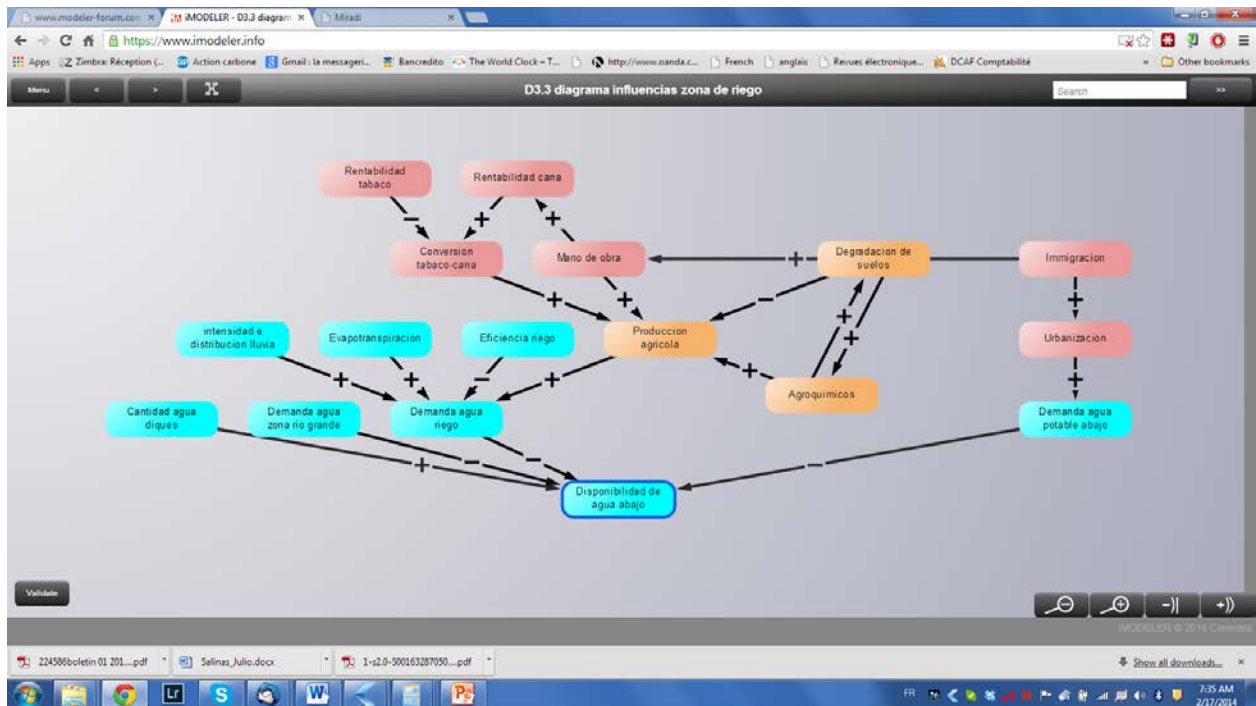 www.modeler-forum.com
iMODELER - D3.3 diagram
Miradi
https://www.imodeler.info
Apps
Zimbra: Réception (...
Action carbone
Gmail : la messageri...
Bancredito
The World Clock – T...
http://www.oanda.c...
French
anglais
Revues électronique...
DCAF Comptabilité
»
Other bookmarks
Menu
<
>
D3.3 diagrama influencias zona de riego
Search
>>
Rentabilidad
tabaco
Rentabilidad cana
−
+
+
Conversion
tabaco-cana
Mano de obra
+
Degradacion de
suelos
Immigracion
+
+
−
+
+
+
intensidad e
distribucion lluvia
Evapotranspiracion
Eficiencia riego
Produccion
agricola
Urbanizacion
+
+
−
+
+
+
Agroquimicos
Cantidad agua
diques
Demanda agua
zona rio grande
Demanda agua
riego
Demanda agua
potable abajo
+
−
−
−
Disponibilidad de
agua abajo
Validate
-)|
+))
iMODELER © 2014 Consideo
224586boletin 01 201....pdf
Salinas_Julio.docx
1-s2.0-S00163287050....pdf
Show all downloads...
Lr
S
W
P
FR
7:35 AM
2/17/2014